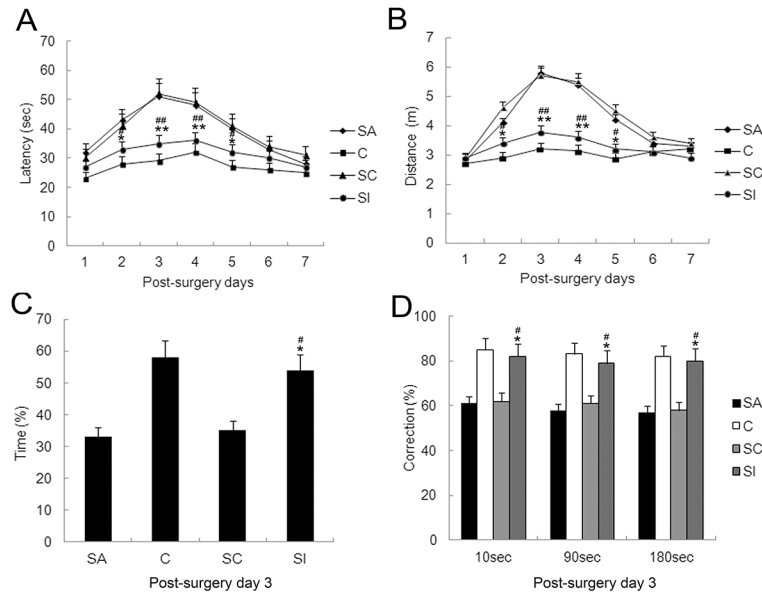 A
Latency (sec)
70
60
50
40
30
20
10
0
# * ## ** ## ** # *
SA
C
SC
SI
1 2 3 4 5 6 7
Post-surgery days
B
Distance (m)
7
6
5
4
3
2
1
0
# * ## ** ## ** # *
SA
C
SC
SI
1 2 3 4 5 6 7
Post-surgery days
C
Time (%)
70
60
50
40
30
20
10
0
# *
SA C SC SI
Post-surgery day 3
D
Correction (%)
100
80
60
40
20
0
# * # * # *
SA
C
SC
SI
10sec 90sec 180sec
Post-surgery day 3